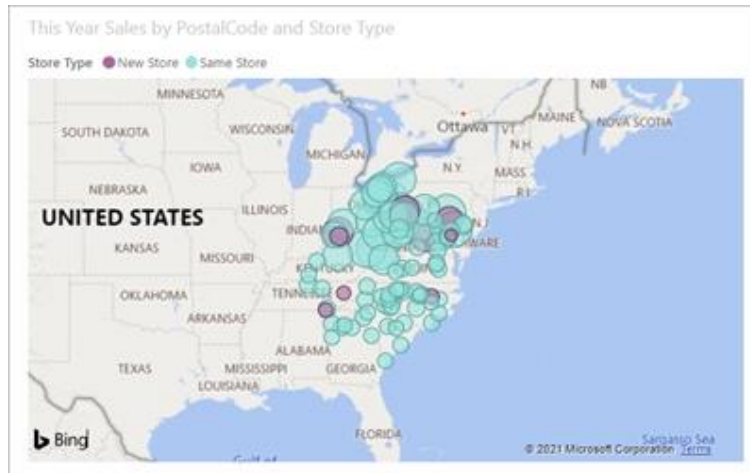 This Year Sales by PostalCode and Store Type
Store Type New Store Same Store
NB
MINNESOTA
MAINE
Ottawa
VT
NOVA SCOTIA
SOUTH DAKOTA
WISCONSIN
N.H.
MICHIGAN
N.Y.
MASS
IOWA
R.I.
NEBRASKA
ILLINOIS
UNITED STATES
INDIA
N.J.
WARE
KANSAS
MISSOURI
KENTUCKY
OKLAHOMA
TENNE
ARKANSAS
ALABAMA
TEXAS
MISSISSIPPI
GEORGIA
LOUISIANA
FLORIDA
Bing
Sargasso Sea
© 2021 Microsoft Corporation Terms
Gulf of